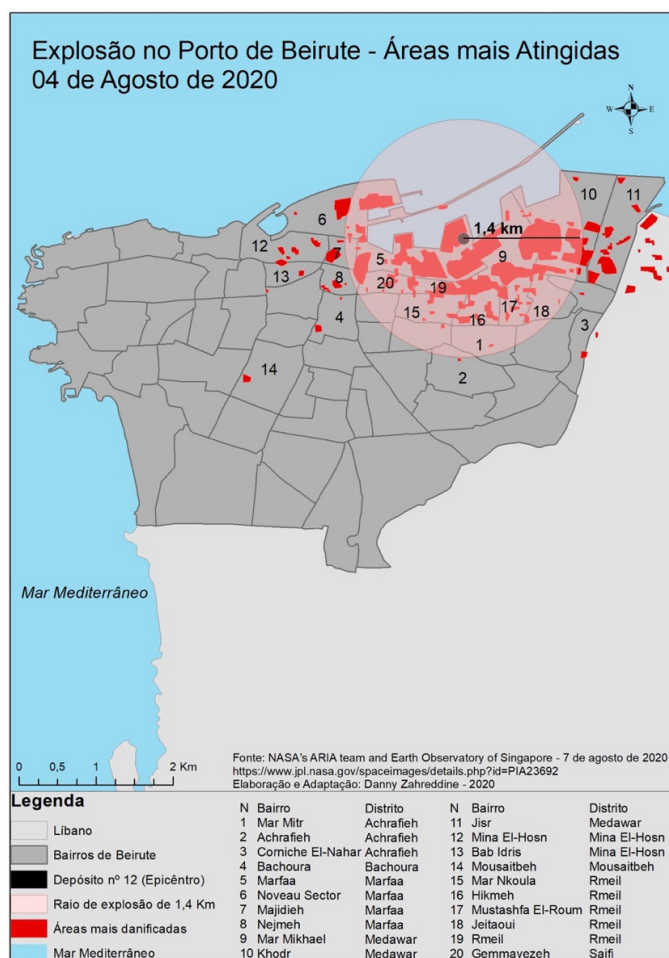 Explosão no Porto de Beirute - Áreas mais Atingidas
04 de Agosto de 2020
N
W E
S
10
11
6
12
1,4 km
7
5
9
13
8
20
19
17
15
18
4
16
3
1
14
2
Mar Mediterrâneo
0 0,5 1 2 Km
Fonte: NASA's ARIA team and Earth Observatory of Singapore - 7 de agosto de 2020
https://www.jpl.nasa.gov/spaceimages/details.php?id=PIA23692
Elaboração e Adaptação: Danny Zahreddine - 2020
Legenda
Líbano
Bairros de Beirute
Depósito nº 12 (Epicêntro)
Raio de explosão de 1,4 Km
Áreas mais danificadas
Mar Mediterrâneo
N Bairro Distrito
1 Mar Mitr Achrafieh
2 Achrafieh Achrafieh
3 Corniche El-Nahar Achrafieh
4 Bachoura Bachoura
5 Marfaa Marfaa
6 Noveau Sector Marfaa
7 Majidieh Marfaa
8 Nejmeh Marfaa
9 Mar Mikhael Medawar
10 Khodr Medawar
N Bairro Distrito
11 Jisr Medawar
12 Mina El-Hosn Mina El-Hosn
13 Bab Idris Mina El-Hosn
14 Mousaitbeh Mousaitbeh
15 Mar Nkoula Rmeil
16 Hikmeh Rmeil
17 Mustashfa El-Roum Rmeil
18 Jeitaoui Rmeil
19 Rmeil Rmeil
20 Gemmayezeh Saifi